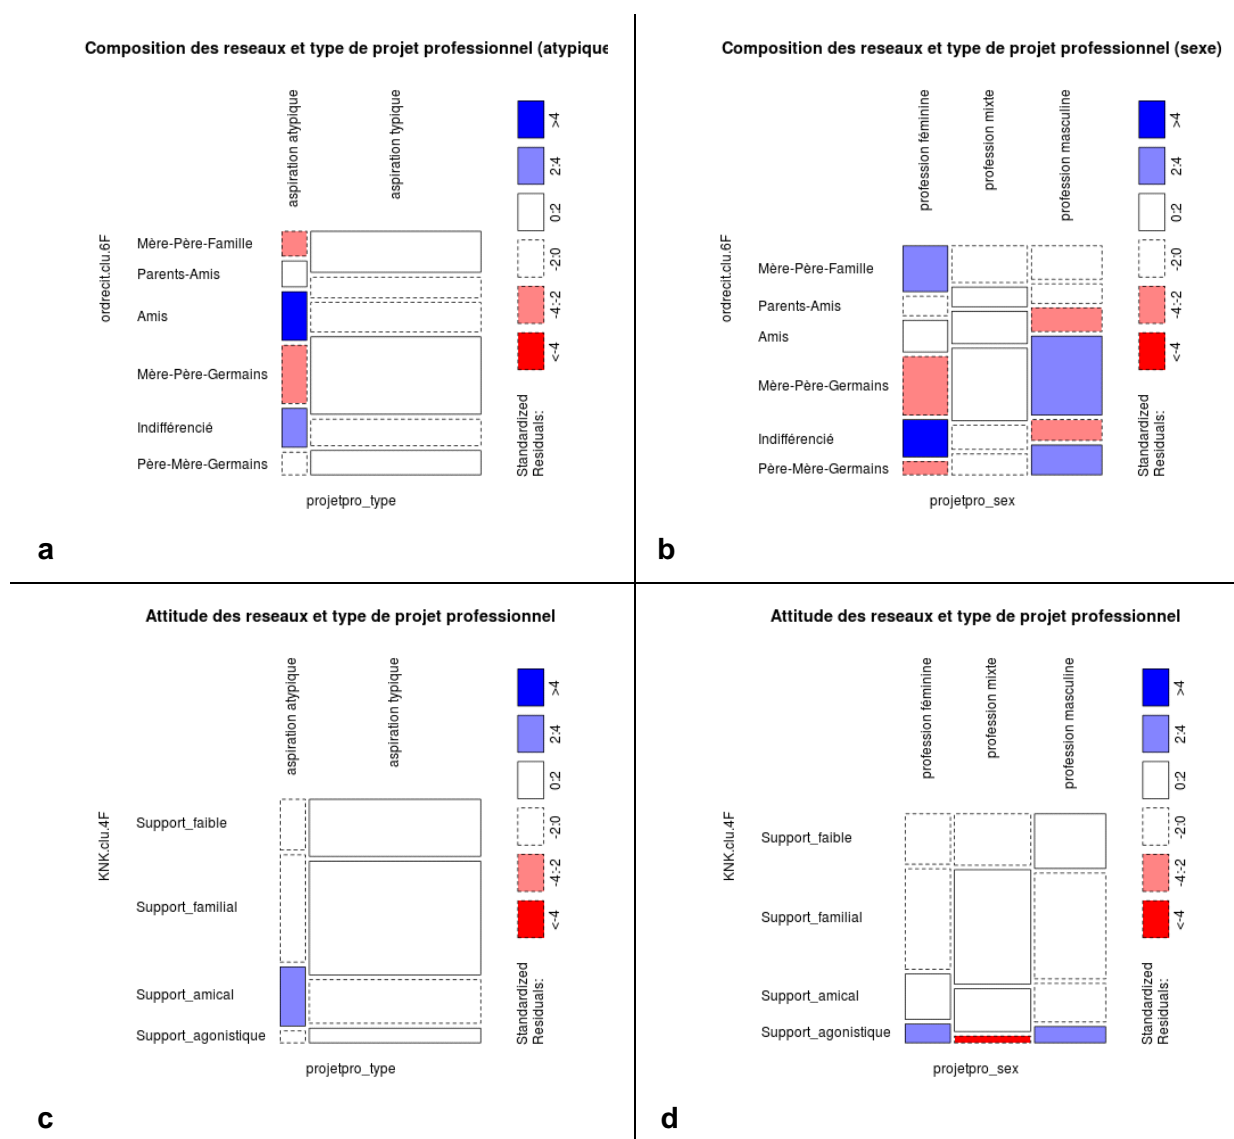 Composition des reseaux et type de projet professionnel (atypique
aspiration atypique
aspiration typique
ordrecit.clu.6F
Mère-Père-Famille
Parents-Amis
Amis
Mère-Père-Germains
Indifférencié
Père-Mère-Germains
projetpro_type
>4
2:4
0:2
-2:0
-4:-2
<-4
Standardized
Residuals:
a
Composition des reseaux et type de projet professionnel (sexe)
profession féminine
profession mixte
profession masculine
ordrecit.clu.6F
Mère-Père-Famille
Parents-Amis
Amis
Mère-Père-Germains
Indifférencié
Père-Mère-Germains
projetpro_sex
>4
2:4
0:2
-2:0
-4:-2
<-4
Standardized
Residuals:
b
Attitude des reseaux et type de projet professionnel
aspiration atypique
aspiration typique
KNK.clu.4F
Support_faible
Support_familial
Support_amical
Support_agonistique
projetpro_type
>4
2:4
0:2
-2:0
-4:-2
<-4
Standardized
Residuals:
c
Attitude des reseaux et type de projet professionnel
profession féminine
profession mixte
profession masculine
KNK.clu.4F
Support_faible
Support_familial
Support_amical
Support_agonistique
projetpro_sex
>4
2:4
0:2
-2:0
-4:-2
<-4
Standardized
Residuals:
d